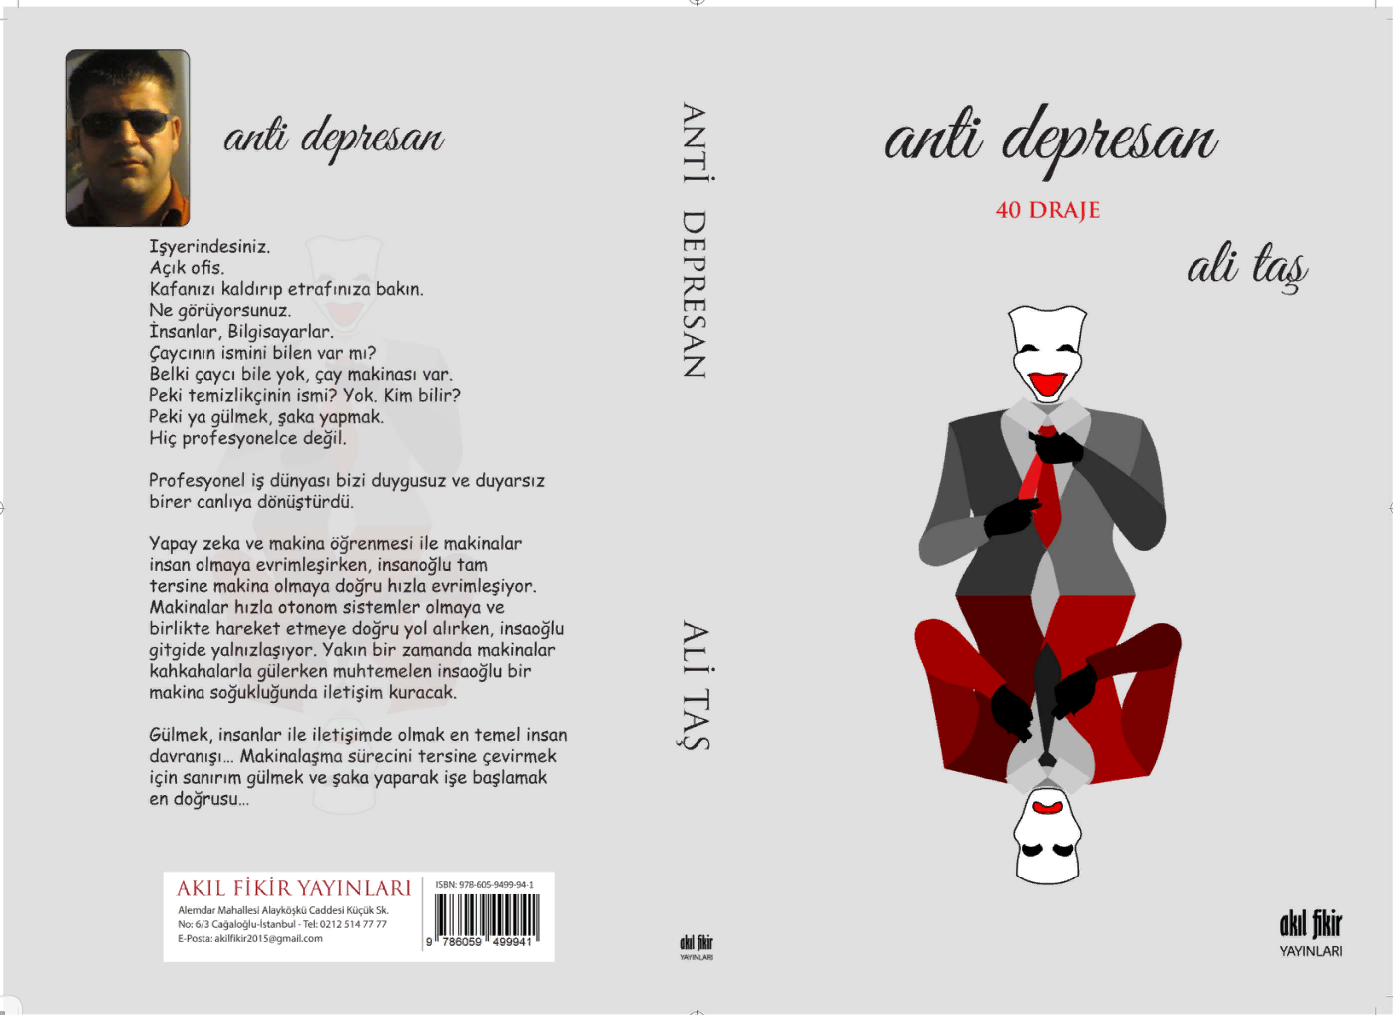 anti depresan
Işyerindesiniz.
Açık ofis.
Kafanızı kaldırıp etrafınıza bakın.
Ne görüyorsunuz.
İnsanlar, Bilgisayarlar.
Çaycının ismini bilen var mı?
Belki çaycı bile yok, çay makinası var.
Peki temizlikçinin ismi? Yok. Kim bilir?
Peki ya gülmek, şaka yapmak.
Hiç profesyonelce değil.
Profesyonel iş dünyası bizi duygusuz ve duyarsız
birer canlıya dönüştürdü.
Yapay zeka ve makina öğrenmesi ile makinalar
insan olmaya evrimleşirken, insanoğlu tam
tersine makina olmaya doğru hızla evrimleşiyor.
Makinalar hızla otonom sistemler olmaya ve
birlikte hareket etmeye doğru yol alırken, insaoğlu
gitgide yalnızlaşıyor. Yakın bir zamanda makinalar
kahkahalarla gülerken muhtemelen insaoğlu bir
makina soğukluğunda iletişim kuracak.
Gülmek, insanlar ile iletişimde olmak en temel insan
davranışı... Makinalaşma sürecini tersine çevirmek
için sanırım gülmek ve şaka yaparak işe başlamak
en doğrusu...
AKIL FİKİR YAYINLARI
Alemdar Mahallesi Alayköşkü Caddesi Küçük Sk.
No: 6/3 Cağaloğlu-İstanbul - Tel: 0212 514 77 77
E-Posta: akilfikir2015@gmail.com
ISBN: 978-605-9499-94-1
9 786059 499941
ANTİ DEPRESAN
ALİ TAŞ
akıl fikir
YAYINLARI
anti depresan
40 DRAJE
ali taş
akıl fikir
YAYINLARI